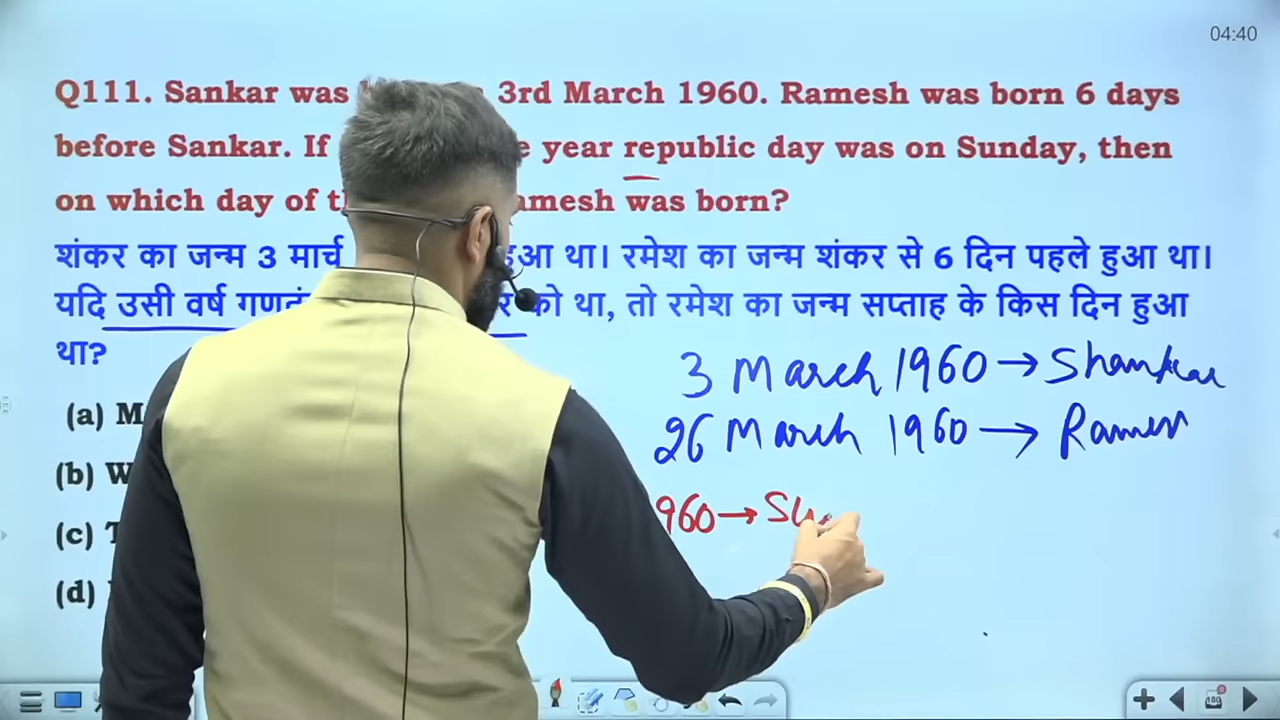 04:40
Q111. Sankar was 3rd March 1960. Ramesh was born 6 days
before Sankar. If year republic day was on Sunday, then
on which day of was born?
शंकर का जन्म 3 मार्च था। रमेश का जन्म शंकर से 6 दिन पहले हुआ था।
यदि उसी वर्ष को था, तो रमेश का जन्म सप्ताह के किस दिन हुआ
था?
3 March 1960 → Shankar
(a)
26 March 1960 →
(b)
960 →
(c)
(d)